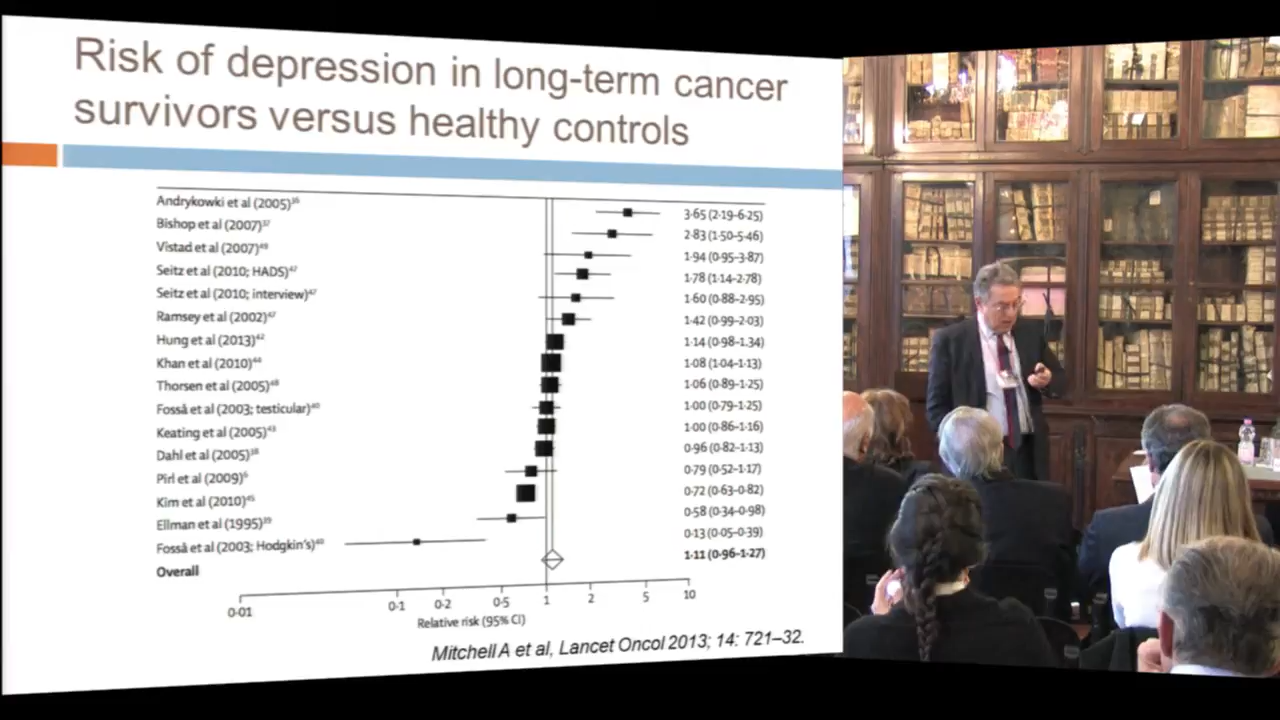 Risk of depression in long-term cancer
survivors versus healthy controls
Andrykowski et al (2005)³⁶ 3·65 (2·19–6·25)
Bishop et al (2007)³⁷ 2·83 (1·50–5·46)
Vistad et al (2007)⁴⁹ 1·94 (0·95–3·87)
Seitz et al (2010; HADS)⁴⁷ 1·78 (1·14–2·78)
Seitz et al (2010; interview)⁴⁷ 1·60 (0·88–2·95)
Ramsey et al (2002)⁴⁷ 1·42 (0·99–2·03)
Hung et al (2013)⁴² 1·14 (0·98–1·34)
Khan et al (2010)⁴⁴ 1·08 (1·04–1·13)
Thorsen et al (2005)⁴⁸ 1·06 (0·89–1·25)
Fosså et al (2003; testicular)⁴⁰ 1·00 (0·79–1·25)
Keating et al (2005)⁴³ 1·00 (0·86–1·16)
Dahl et al (2005)³⁸ 0·96 (0·82–1·13)
Pirl et al (2009)⁶ 0·79 (0·52–1·17)
Kim et al (2010)⁴⁵ 0·72 (0·63–0·82)
Ellman et al (1995)³⁹ 0·58 (0·34–0·98)
Fosså et al (2003; Hodgkin's)⁴⁰ 0·13 (0·05–0·39)
Overall 1·11 (0·96–1·27)
0·01 0·1 0·2 0·5 1 2 5 10
Relative risk (95% CI)
Mitchell A et al, Lancet Oncol 2013; 14: 721–32.